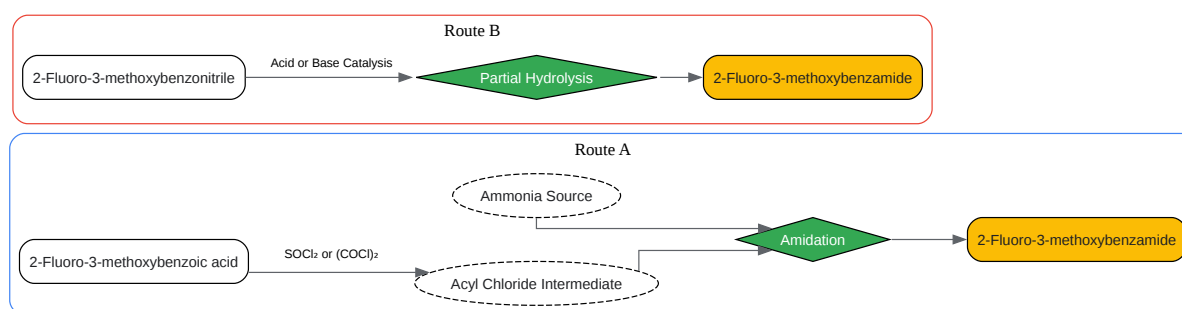 Route B
2-Fluoro-3-methoxybenzonitrile
Acid or Base Catalysis
Partial Hydrolysis
2-Fluoro-3-methoxybenzamide
Route A
Ammonia Source
2-Fluoro-3-methoxybenzoic acid
SOCl₂ or (COCl)₂
Acyl Chloride Intermediate
Amidation
2-Fluoro-3-methoxybenzamide